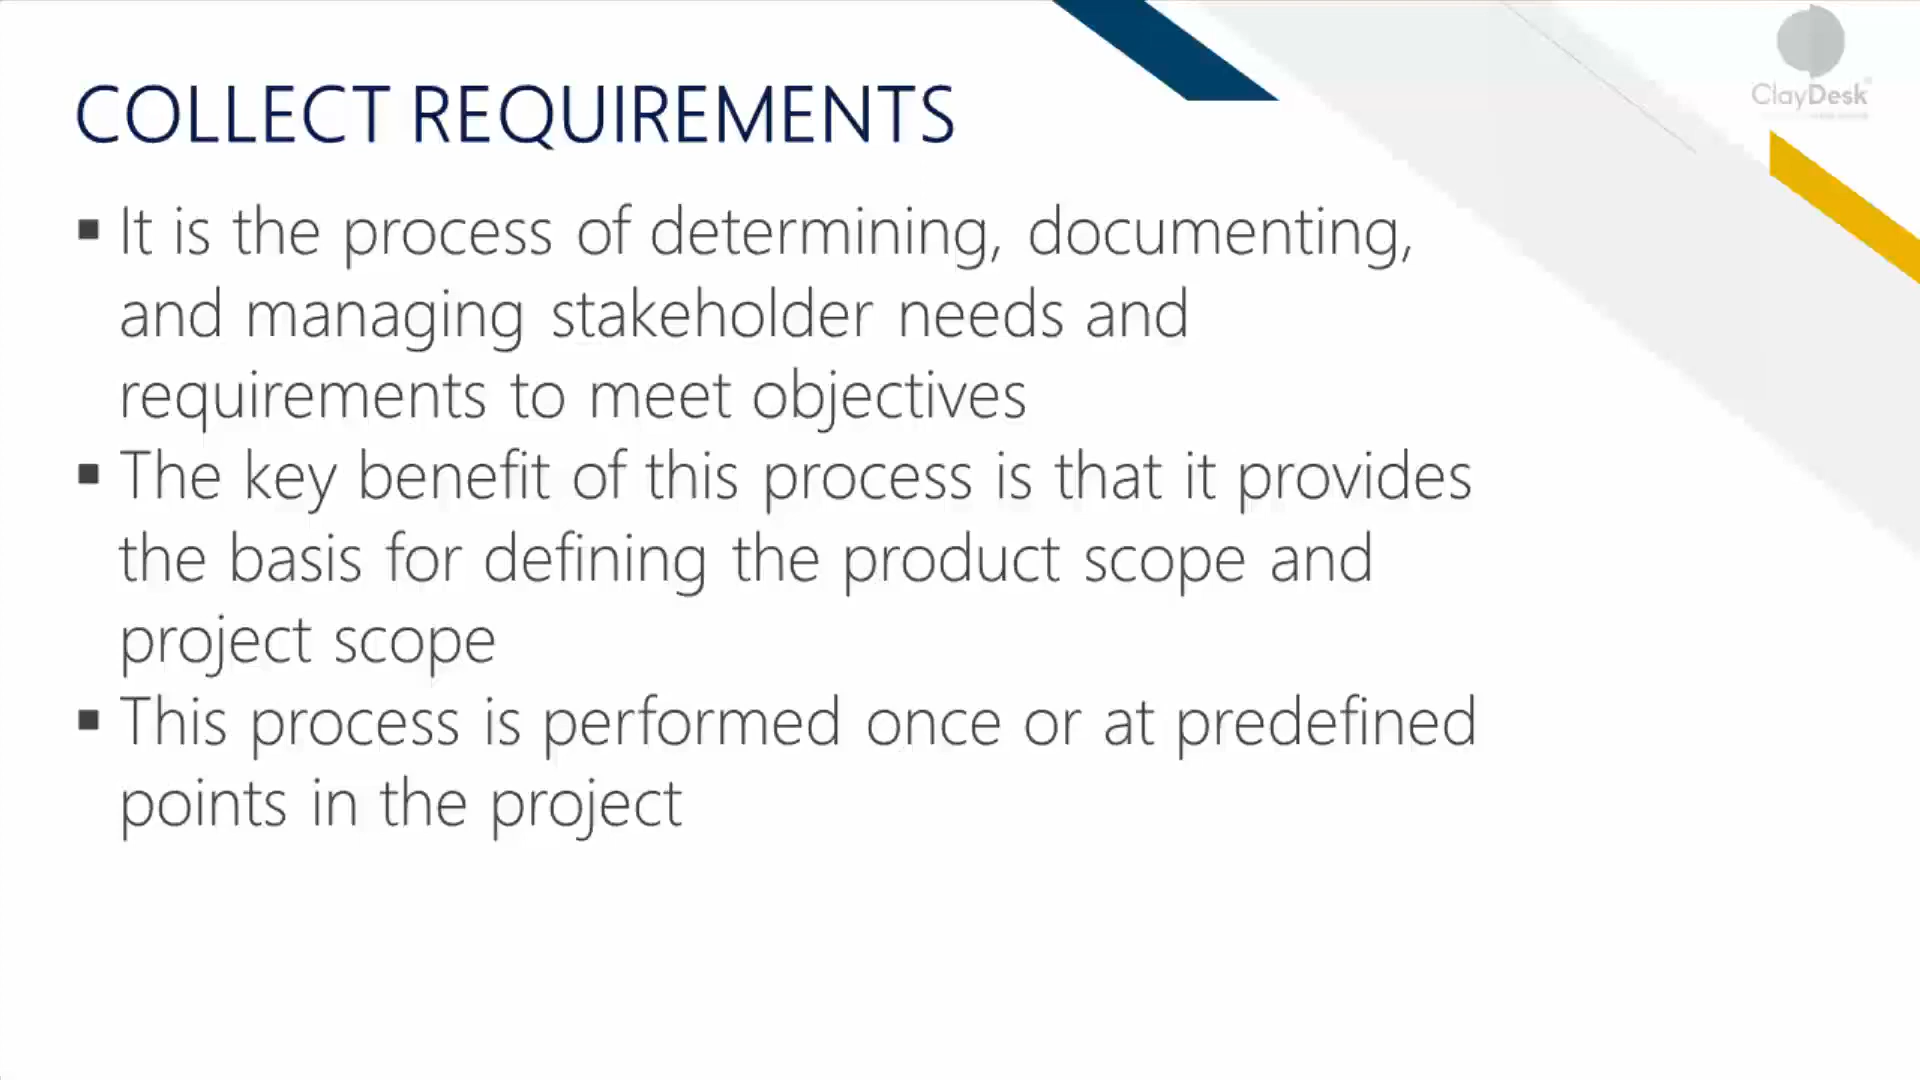 COLLECT REQUIREMENTS
▪ It is the process of determining, documenting,
and managing stakeholder needs and
requirements to meet objectives
▪ The key benefit of this process is that it provides
the basis for defining the product scope and
project scope
▪ This process is performed once or at predefined
points in the project
ClayDesk